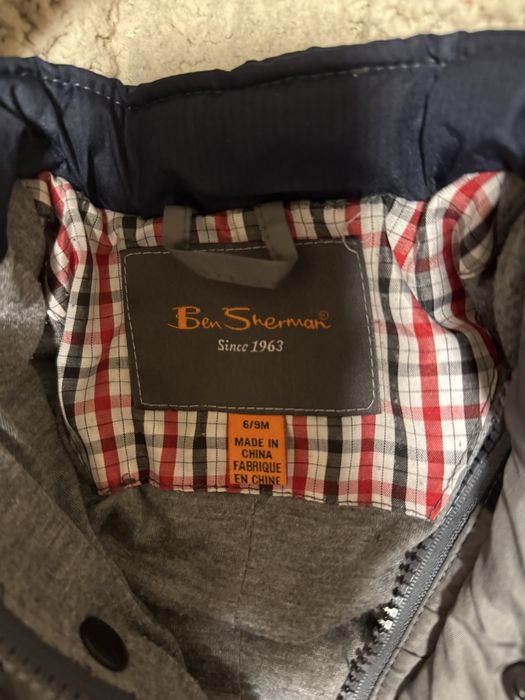 Ben Sherman®
Since 1963
6/9M
MADE IN
CHINA
FABRIQUE
EN CHINE